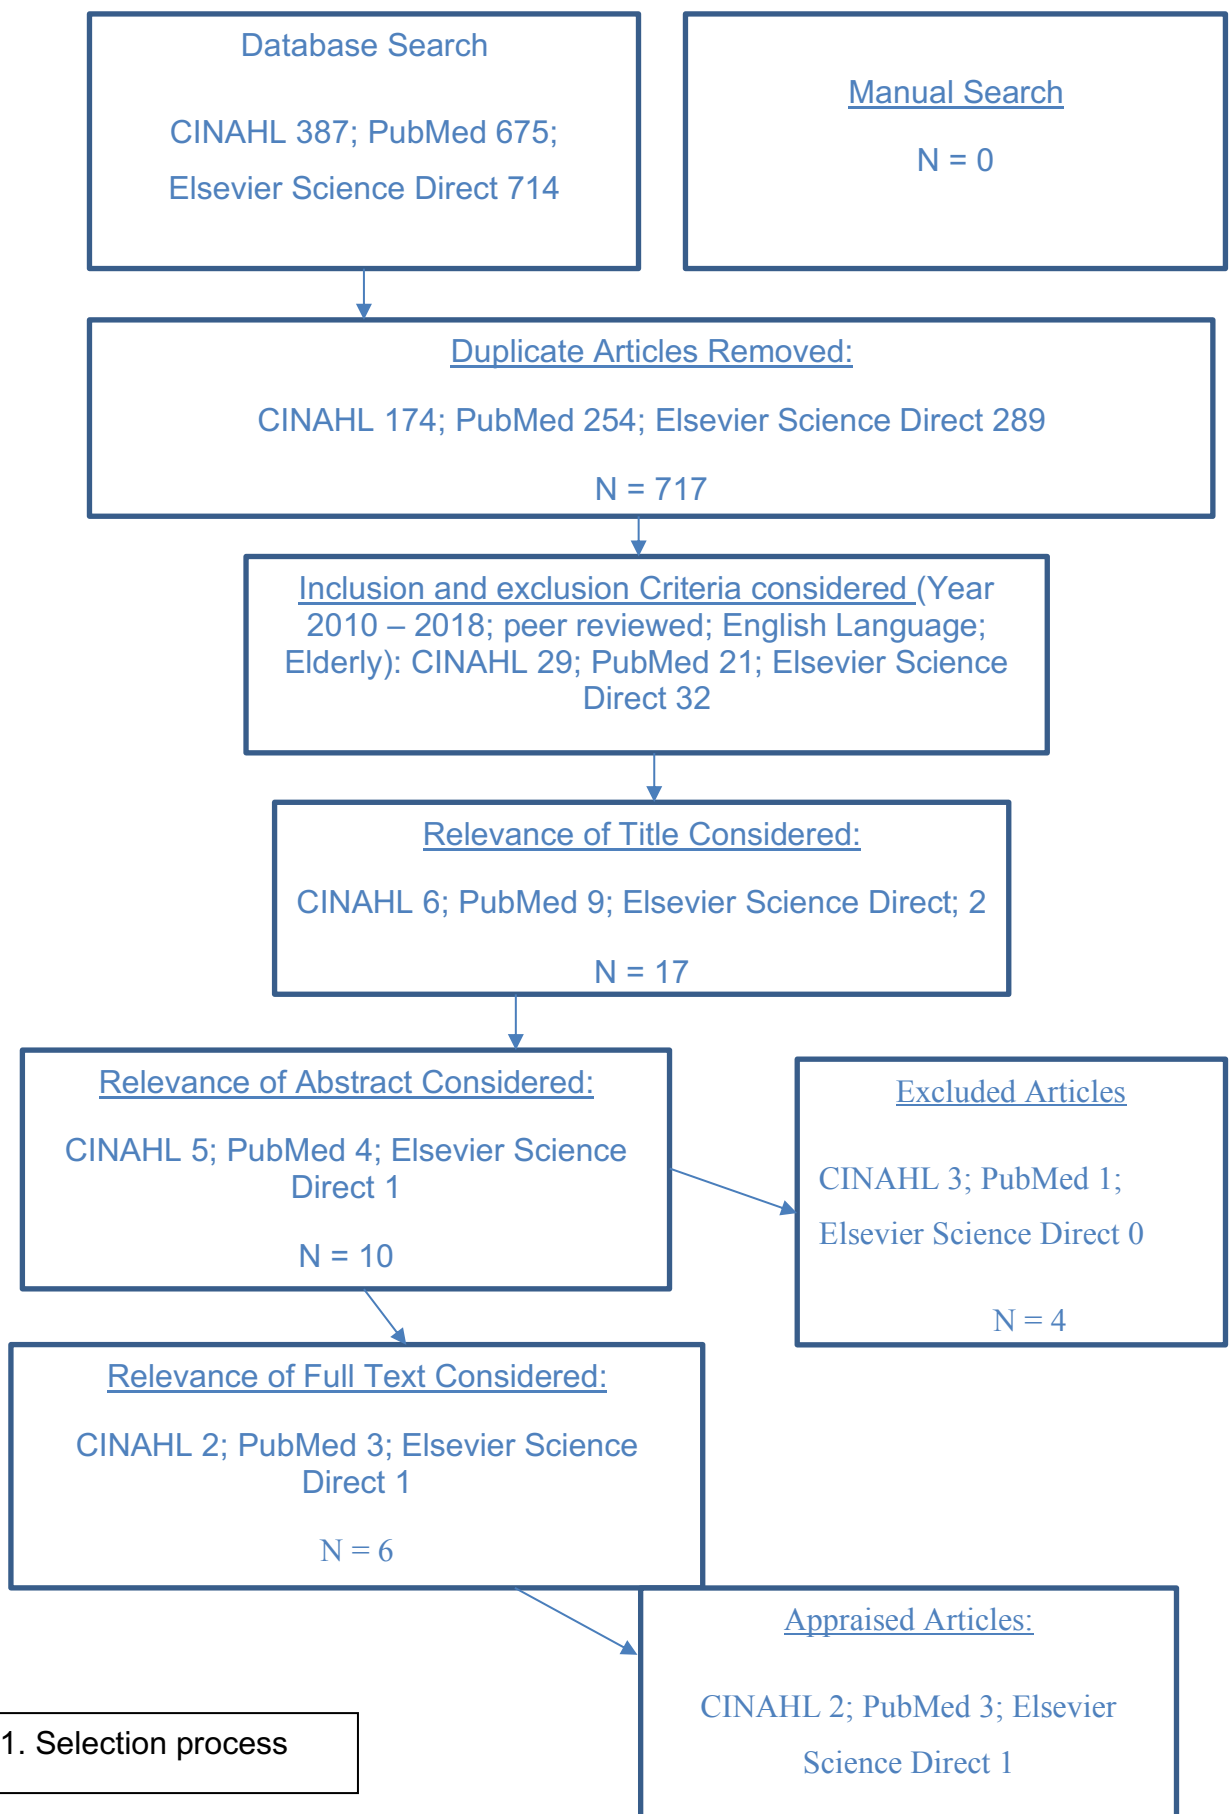 Database Search
CINAHL 387; PubMed 675;
Elsevier Science Direct 714
Manual Search
N = 0
Duplicate Articles Removed:
CINAHL 174; PubMed 254; Elsevier Science Direct 289
N = 717
Inclusion and exclusion Criteria considered (Year
2010 – 2018; peer reviewed; English Language;
Elderly): CINAHL 29; PubMed 21; Elsevier Science
Direct 32
Relevance of Title Considered:
CINAHL 6; PubMed 9; Elsevier Science Direct; 2
N = 17
Relevance of Abstract Considered:
CINAHL 5; PubMed 4; Elsevier Science
Direct 1
N = 10
Excluded Articles
CINAHL 3; PubMed 1;
Elsevier Science Direct 0
N = 4
Relevance of Full Text Considered:
CINAHL 2; PubMed 3; Elsevier Science
Direct 1
N = 6
Appraised Articles:
CINAHL 2; PubMed 3; Elsevier
Science Direct 1
1. Selection process